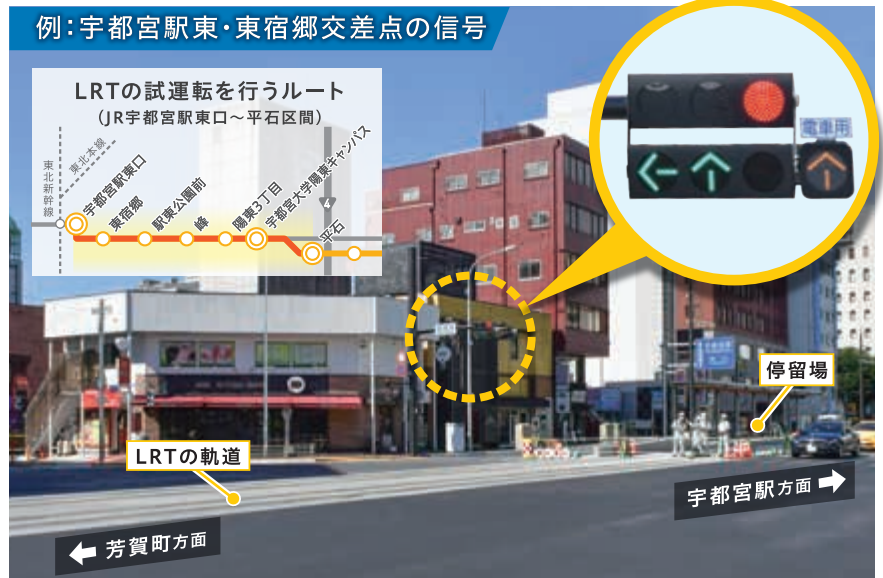 例：宇都宮駅東・東宿郷交差点の信号
LRTの試運転を行うルート
(JR宇都宮駅東口～平石区間)
東北新幹線
東北本線
宇都宮駅東口
東宿郷
駅東公園前
峰
陽東3丁目
宇都宮大学陽東キャンパス
平石
4
電車用
停留場
LRTの軌道
宇都宮駅方面
芳賀町方面